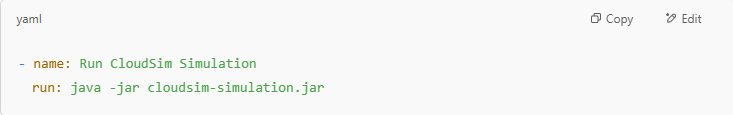 yaml
Copy
Edit
- name: Run CloudSim Simulation
run: java -jar cloudsim-simulation.jar